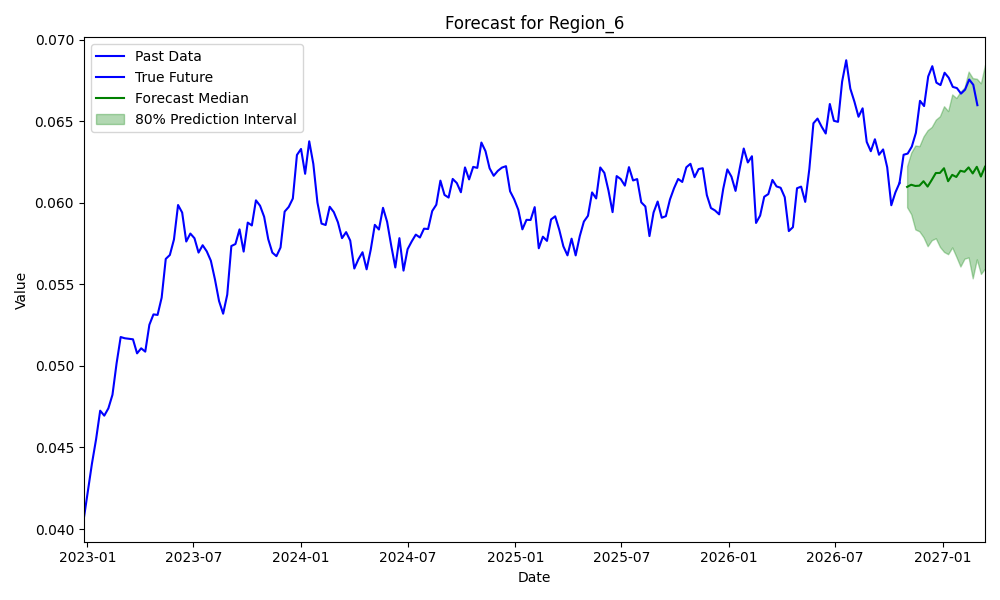 Forecast for Region_6
Past Data
True Future
Forecast Median
80% Prediction Interval
Value
0.070
0.065
0.060
0.055
0.050
0.045
0.040
2023-01 2023-07 2024-01 2024-07 2025-01 2025-07 2026-01 2026-07 2027-01
Date